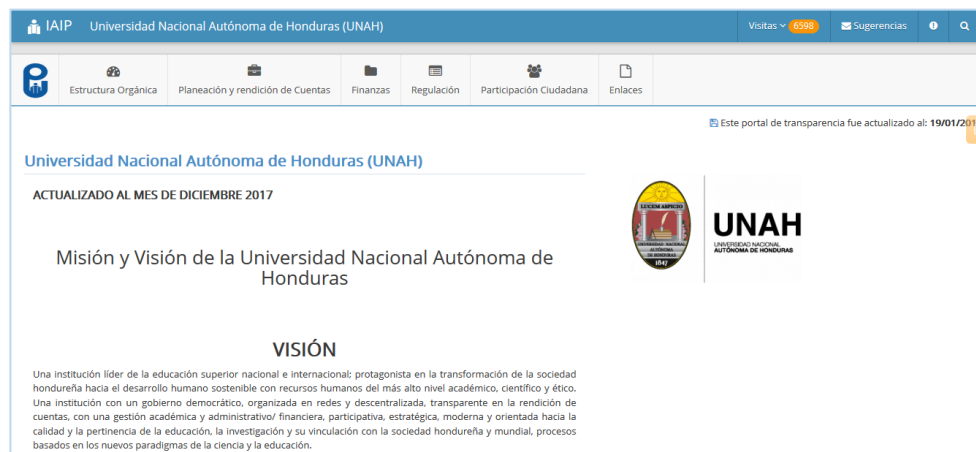 IAIP Universidad Nacional Autónoma de Honduras (UNAH) Visitas 6598 Sugerencias
Estructura Orgánica Planeación y rendición de Cuentas Finanzas Regulación Participación Ciudadana Enlaces
Este portal de transparencia fue actualizado al: 19/01/201
Universidad Nacional Autónoma de Honduras (UNAH)
ACTUALIZADO AL MES DE DICIEMBRE 2017
LUCEM ASPICIO
UNIVERSIDAD NACIONAL
AUTÓNOMA
DE HONDURAS
1847
UNAH
UNIVERSIDAD NACIONAL
AUTÓNOMA DE HONDURAS
Misión y Visión de la Universidad Nacional Autónoma de
Honduras
VISIÓN
Una institución líder de la educación superior nacional e internacional; protagonista en la transformación de la sociedad
hondureña hacia el desarrollo humano sostenible con recursos humanos del más alto nivel académico, científico y ético.
Una institución con un gobierno democrático, organizada en redes y descentralizada, transparente en la rendición de
cuentas, con una gestión académica y administrativo/ financiera, participativa, estratégica, moderna y orientada hacia la
calidad y la pertinencia de la educación, la investigación y su vinculación con la sociedad hondureña y mundial, procesos
basados en los nuevos paradigmas de la ciencia y la educación.